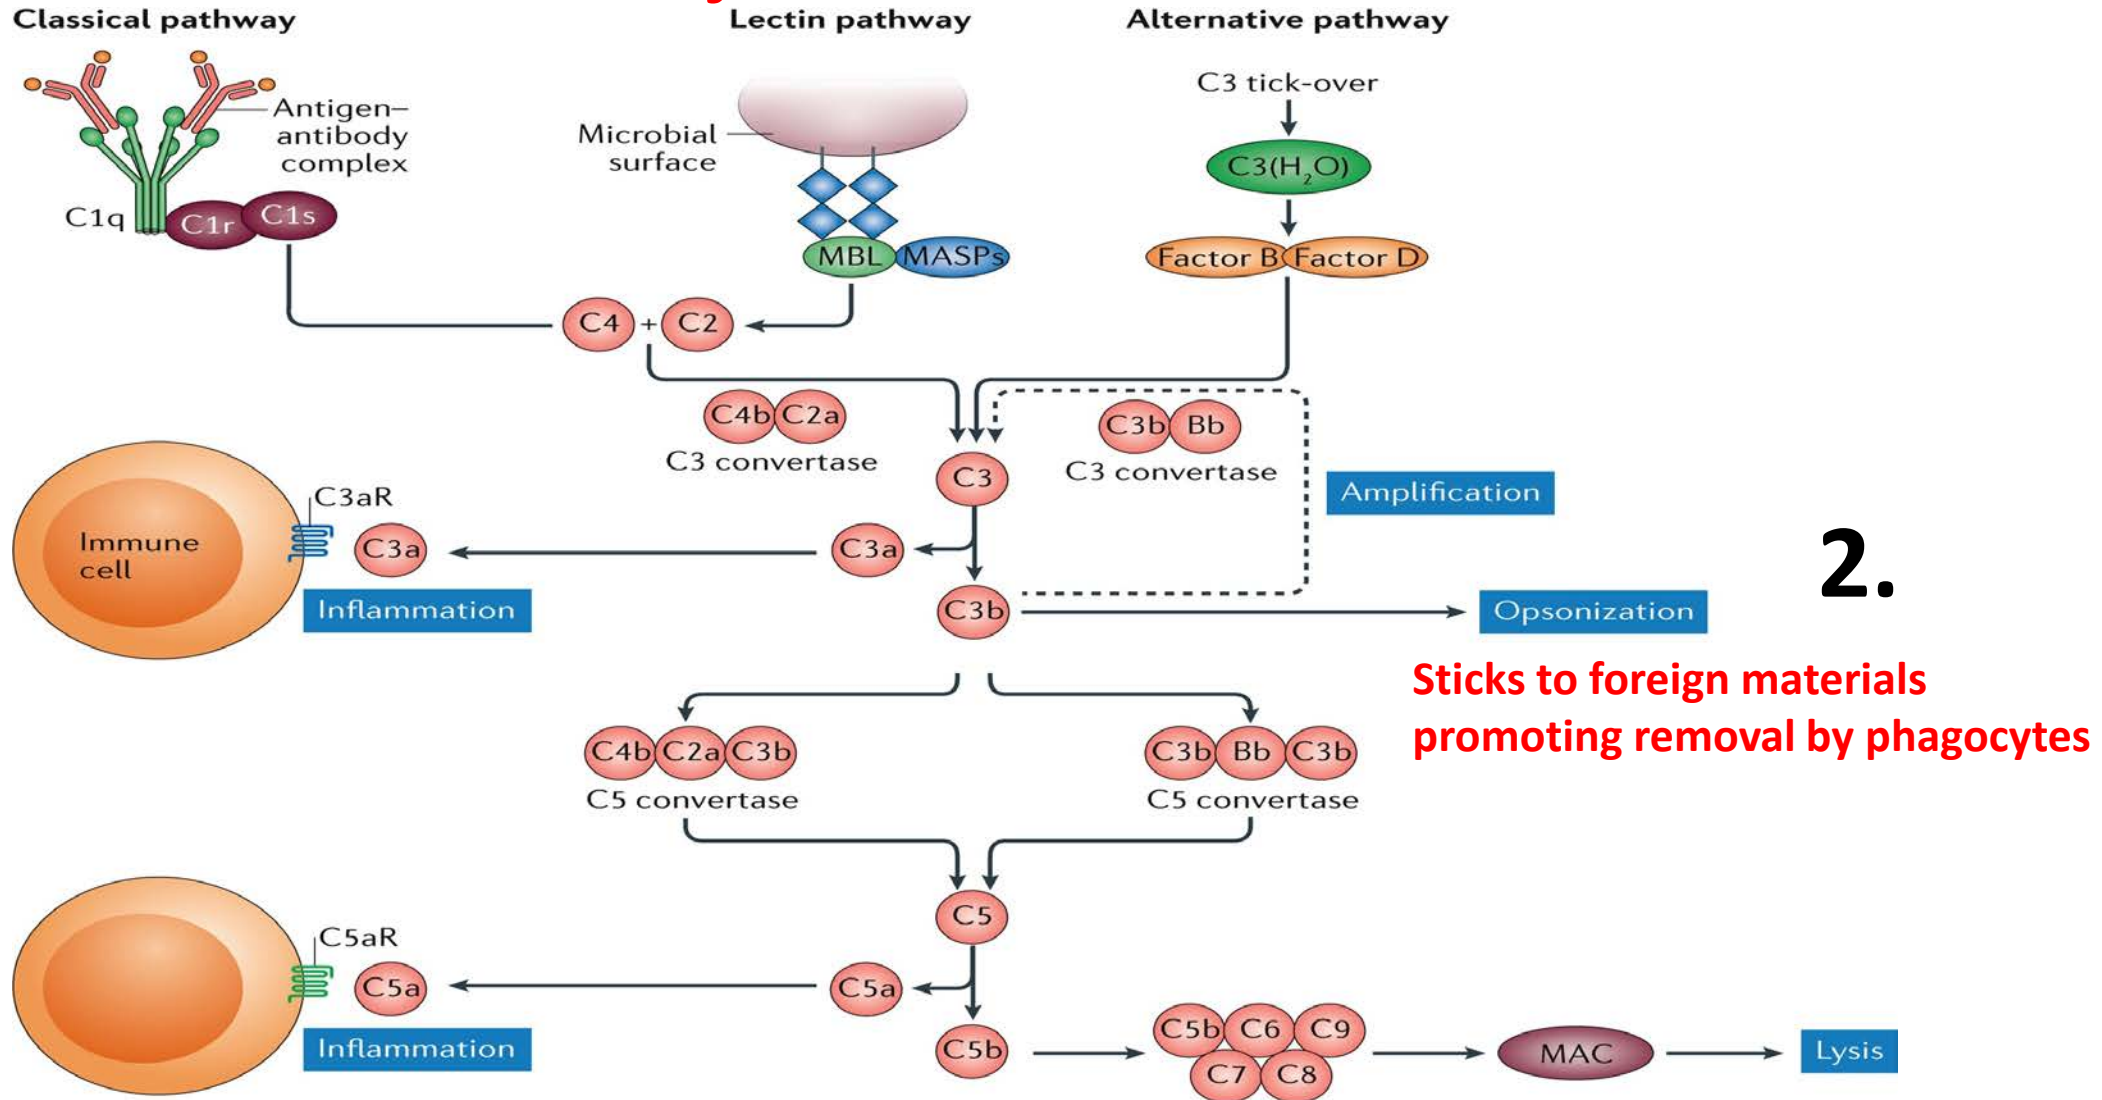 Classical pathway
Lectin pathway
Alternative pathway
Antigen–
antibody
complex
C1q
C1r
C1s
Microbial
surface
MBL
MASPs
C3 tick-over
C3(H₂O)
Factor B
Factor D
C4
+
C2
C4b
C2a
C3 convertase
C3b
Bb
C3 convertase
Amplification
C3
C3aR
Immune
cell
C3a
C3a
Inflammation
C3b
Opsonization
2.
Sticks to foreign materials
promoting removal by phagocytes
C4b
C2a
C3b
C5 convertase
C3b
Bb
C3b
C5 convertase
C5
C5aR
C5a
C5a
Inflammation
C5b
C5b
C6
C9
C7
C8
MAC
Lysis